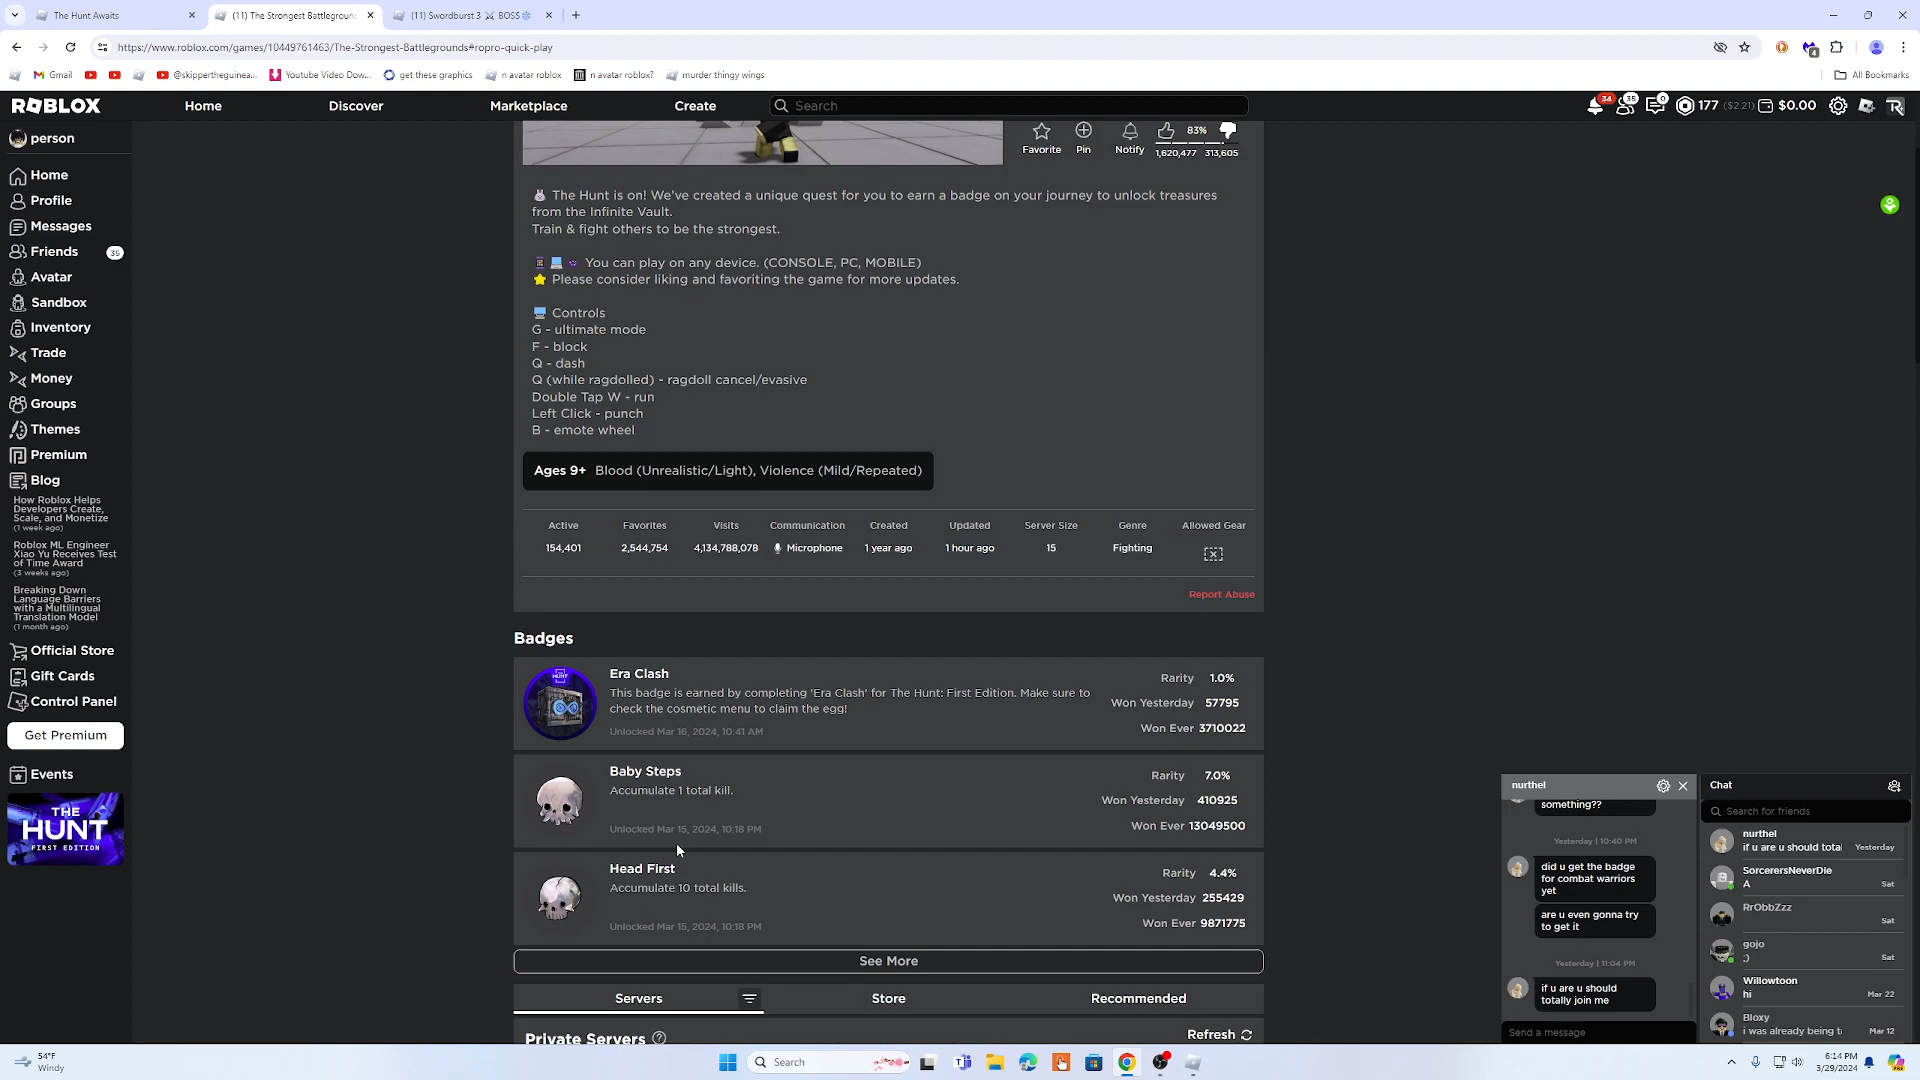 The Hunt Awaits
(11) The Strongest Battleground
(11) Swordburst 3 ⚔ BOSS❄
https://www.roblox.com/games/10449761463/The-Strongest-Battlegrounds#ropro-quick-play
Gmail
@skippertheguinea...
Youtube Video Dow...
get these graphics
n avatar roblox
n avatar roblox?
murder thingy wings
All Bookmarks
ROBLOX
Home
Discover
Marketplace
Create
Search
34
35
0
177
($2.21)
$0.00
person
Home
Profile
Messages
Friends
35
Avatar
Sandbox
Inventory
Trade
Money
Groups
Themes
Premium
Blog
How Roblox Helps
Developers Create,
Scale, and Monetize
(1 week ago)
Roblox ML Engineer
Xiao Yu Receives Test
of Time Award
(3 weeks ago)
Breaking Down
Language Barriers
with a Multilingual
Translation Model
(1 month ago)
Official Store
Gift Cards
Control Panel
Get Premium
Events
THE
HUNT
FIRST EDITION
Favorite
Pin
Notify
83%
1,620,477
313,605
🐰 The Hunt is on! We've created a unique quest for you to earn a badge on your journey to unlock treasures
from the Infinite Vault.
Train & fight others to be the strongest.
You can play on any device. (CONSOLE, PC, MOBILE)
⭐ Please consider liking and favoriting the game for more updates.
💻 Controls
G - ultimate mode
F - block
Q - dash
Q (while ragdolled) - ragdoll cancel/evasive
Double Tap W - run
Left Click - punch
B - emote wheel
Ages 9+ Blood (Unrealistic/Light), Violence (Mild/Repeated)
Active
Favorites
Visits
Communication
Created
Updated
Server Size
Genre
Allowed Gear
154,401
2,544,754
4,134,788,078
Microphone
1 year ago
1 hour ago
15
Fighting
Report Abuse
Badges
HUNT
Era Clash
This badge is earned by completing 'Era Clash' for The Hunt: First Edition. Make sure to
check the cosmetic menu to claim the egg!
Unlocked Mar 16, 2024, 10:41 AM
Rarity 1.0%
Won Yesterday 57795
Won Ever 3710022
Baby Steps
Accumulate 1 total kill.
Unlocked Mar 15, 2024, 10:18 PM
Rarity 7.0%
Won Yesterday 410925
Won Ever 13049500
Head First
Accumulate 10 total kills.
Unlocked Mar 15, 2024, 10:18 PM
Rarity 4.4%
Won Yesterday 255429
Won Ever 9871775
See More
Servers
Store
Recommended
Private Servers
Refresh
nurthel
something??
Yesterday | 10:40 PM
did u get the badge
for combat warriors
yet
are u even gonna try
to get it
Yesterday | 11:04 PM
if u are u should
totally join me
Send a message
Chat
Search for friends
nurthel
if u are u should total
Yesterday
SorcerersNeverDie
A
Sat
RrObbZzz
Sat
gojo
;)
Sat
Willowtoon
hi
Mar 22
Bloxy
i was already being t
Mar 12
54°F
Windy
Search
6:14 PM
3/29/2024